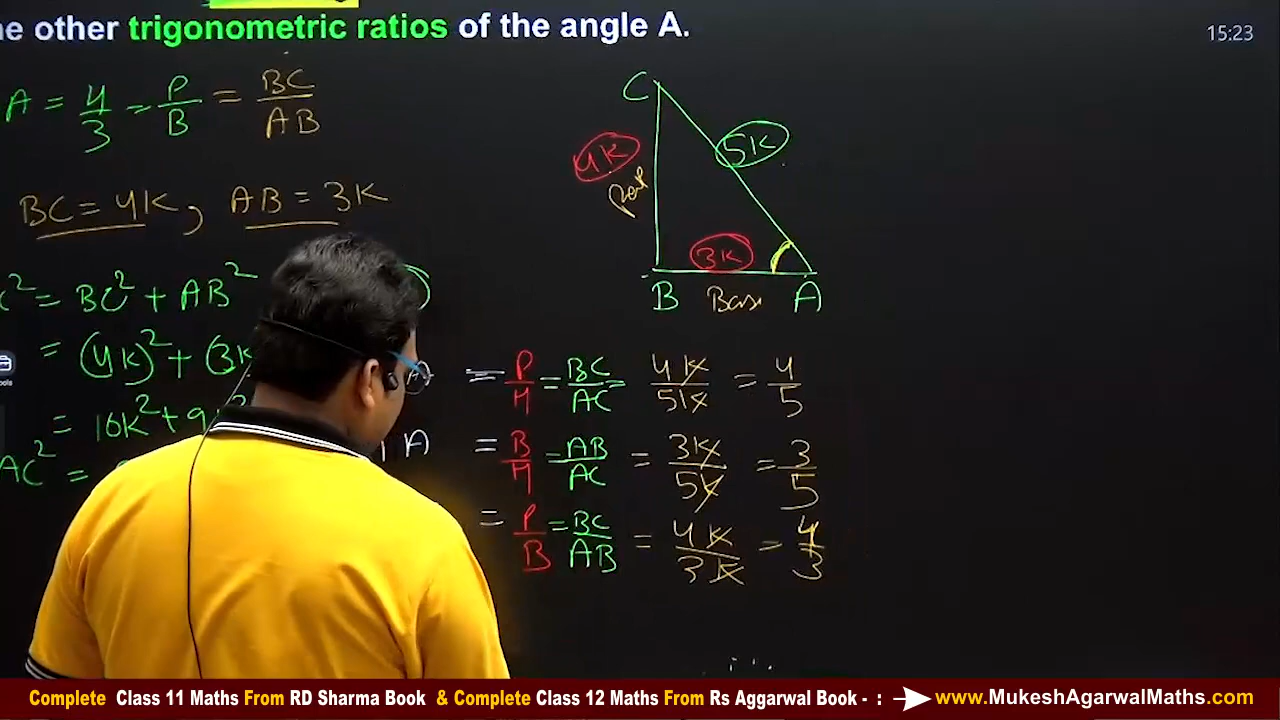 he other trigonometric ratios of the angle A.
15:23
A = 4/3 = P/B = BC/AB
BC = 4K, AB = 3K
C
4K
5K
Perp
3K
B Base A
C² = BC² + AB²
= (4K)² + (3K
= 16K² + 9
AC² =
= P/H = BC/AC = 4K/5K = 4/5
A = B/H = AB/AC = 3K/5K = 3/5
= P/B = BC/AB = 4K/3K = 4/3
ools
Complete Class 11 Maths From RD Sharma Book & Complete Class 12 Maths From Rs Aggarwal Book - : www.MukeshAgarwalMaths.com